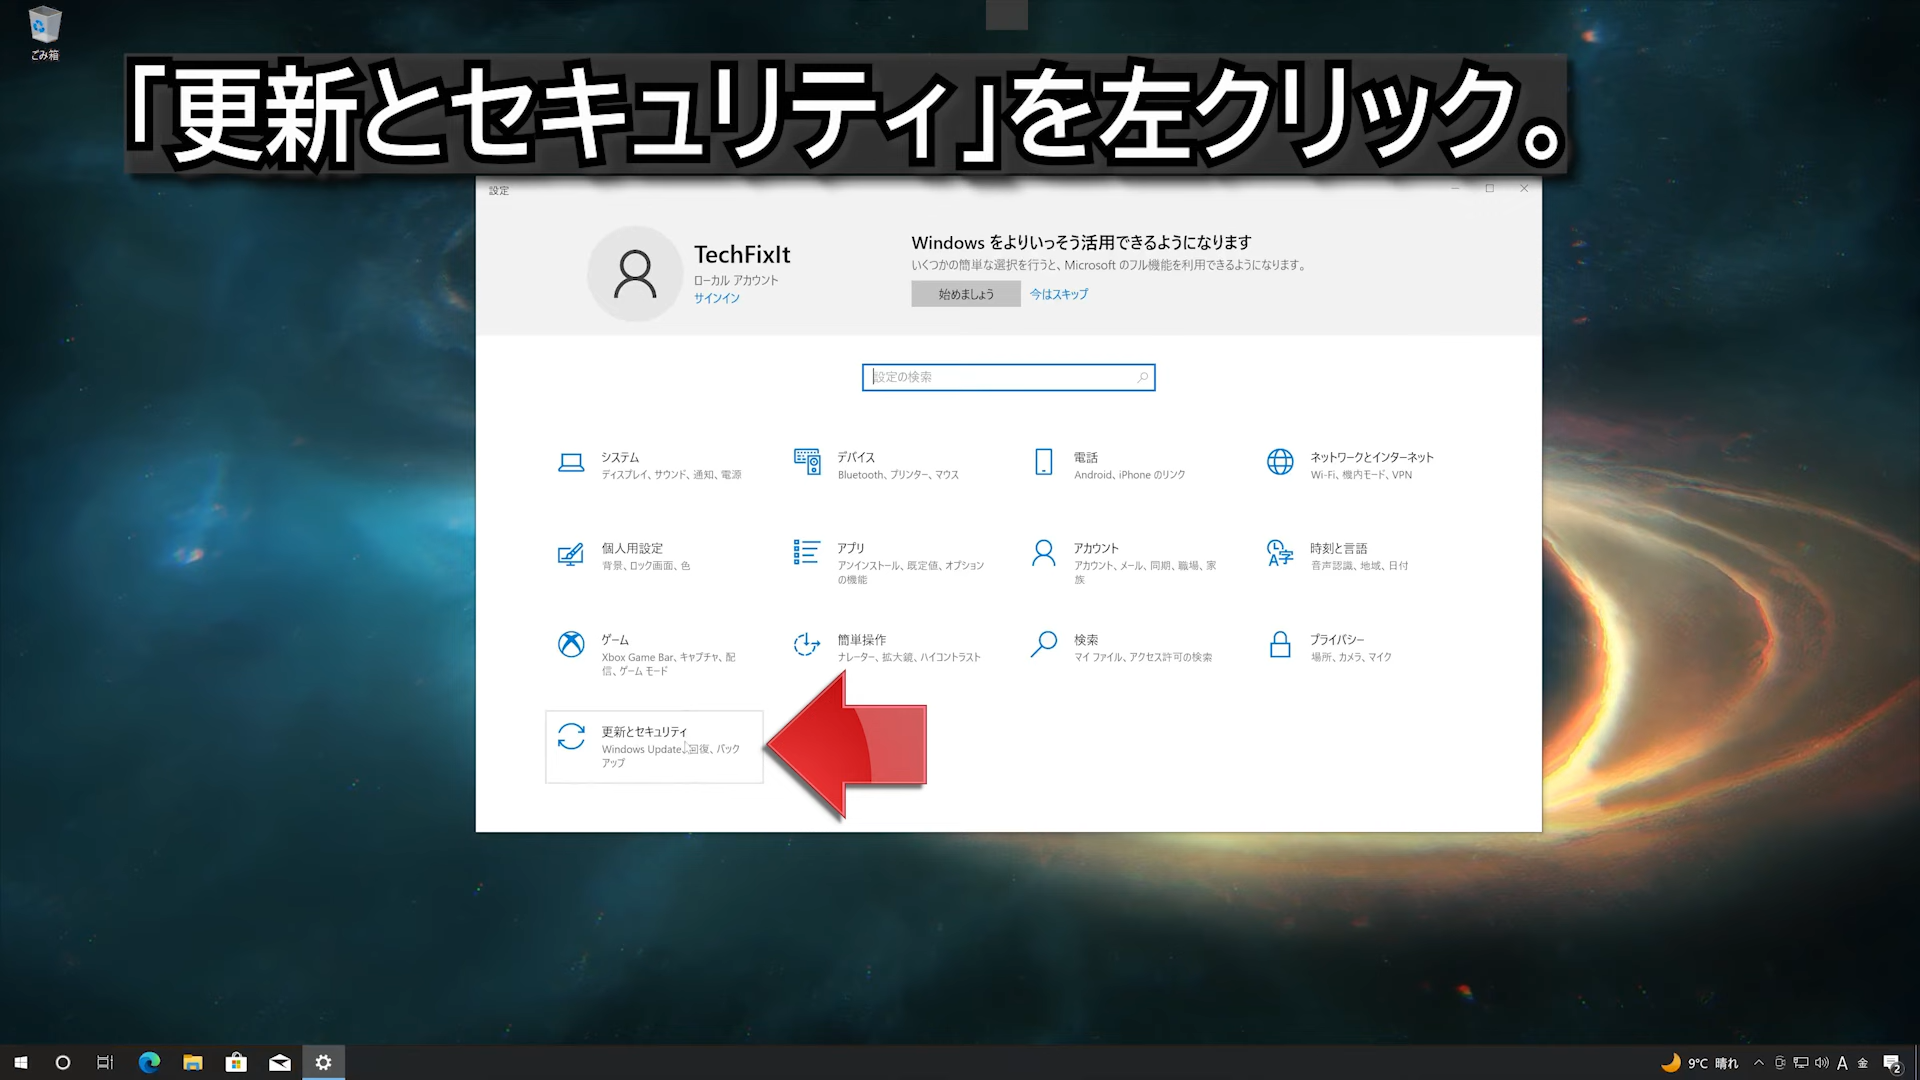 ごみ箱
「更新とセキュリティ」を左クリック。
設定
TechFixIt
ローカル アカウント
サインイン
Windows をよりいっそう活用できるようになります
いくつかの簡単な選択を行うと、Microsoft のフル機能を利用できるようになります。
始めましょう
今はスキップ
設定の検索
システム
ディスプレイ、サウンド、通知、電源
デバイス
Bluetooth、プリンター、マウス
電話
Android、iPhone のリンク
ネットワークとインターネット
Wi-Fi、機内モード、VPN
個人用設定
背景、ロック画面、色
アプリ
アンインストール、既定値、オプション
の機能
アカウント
アカウント、メール、同期、職場、家
族
時刻と言語
音声認識、地域、日付
ゲーム
Xbox Game Bar、キャプチャ、配
信、ゲーム モード
簡単操作
ナレーター、拡大鏡、ハイコントラスト
検索
マイ ファイル、アクセス許可の検索
プライバシー
場所、カメラ、マイク
更新とセキュリティ
Windows Update、回復、バック
アップ
9°C 晴れ
A
金
2